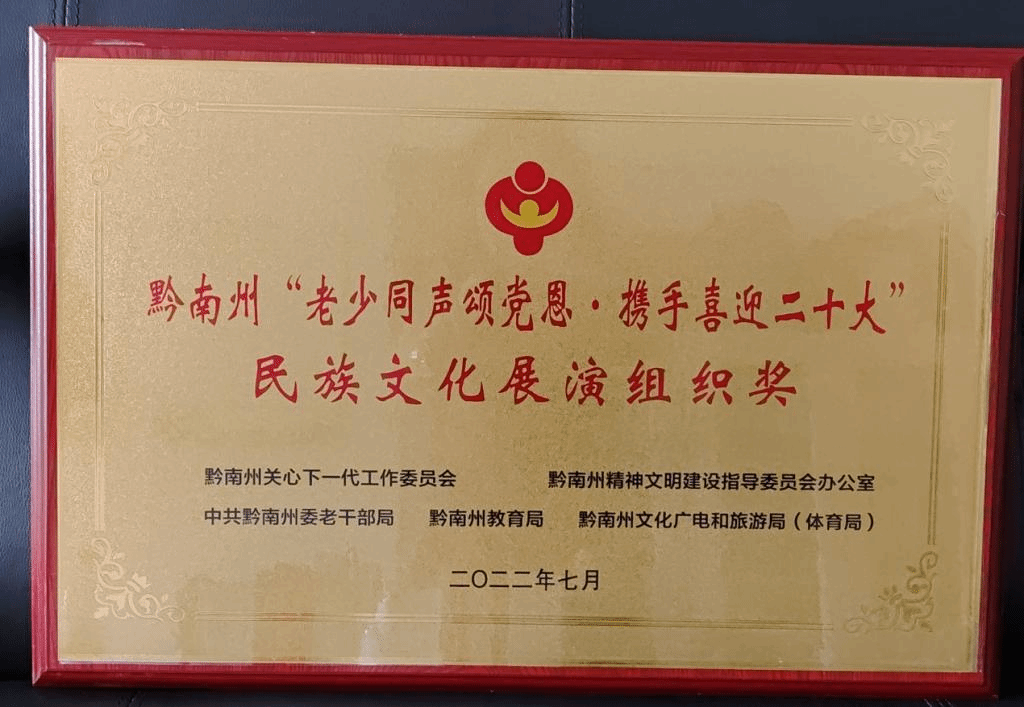 黔南州“老少同声颂党恩·携手喜迎二十大”
民族文化展演组织奖
黔南州关心下一代工作委员会 黔南州精神文明建设指导委员会办公室
中共黔南州委老干部局 黔南州教育局 黔南州文化广电和旅游局（体育局）
二〇二二年七月